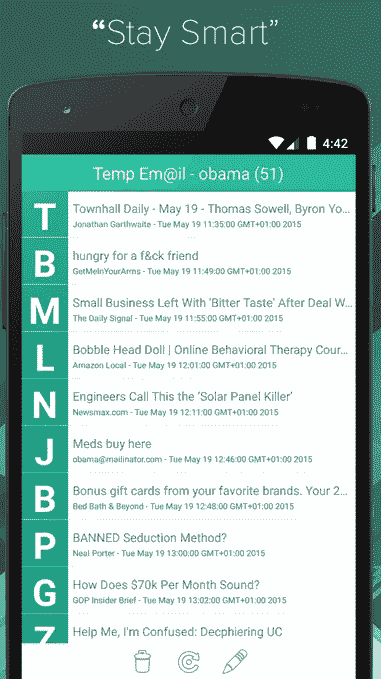 “Stay Smart”
4:42
Temp Em@il - obama (51)
T
Townhall Daily - May 19 - Thomas Sowell, Byron Yo...
Jonathan Garthwaite - Tue May 19 11:35:00 GMT+01:00 2015
B
hungry for a f&ck friend
GetMeInYourArms - Tue May 19 11:49:00 GMT+01:00 2015
M
Small Business Left With 'Bitter Taste' After Deal W...
The Daily Signal - Tue May 19 11:55:00 GMT+01:00 2015
L
Bobble Head Doll | Online Behavioral Therapy Cour...
Amazon Local - Tue May 19 12:01:00 GMT+01:00 2015
N
Engineers Call This the ‘Solar Panel Killer’
Newsmax.com - Tue May 19 12:11:00 GMT+01:00 2015
J
Meds buy here
obama@mailinator.com - Tue May 19 12:46:00 GMT+01:00 2015
B
Bonus gift cards from your favorite brands. Your 2...
Bed Bath & Beyond - Tue May 19 12:48:00 GMT+01:00 2015
P
BANNED Seduction Method?
Neal Porter - Tue May 19 13:00:00 GMT+01:00 2015
G
How Does $70k Per Month Sound?
GOP Insider Brief - Tue May 19 13:02:00 GMT+01:00 2015
Z
Help Me, I'm Confused: Decphiering UC